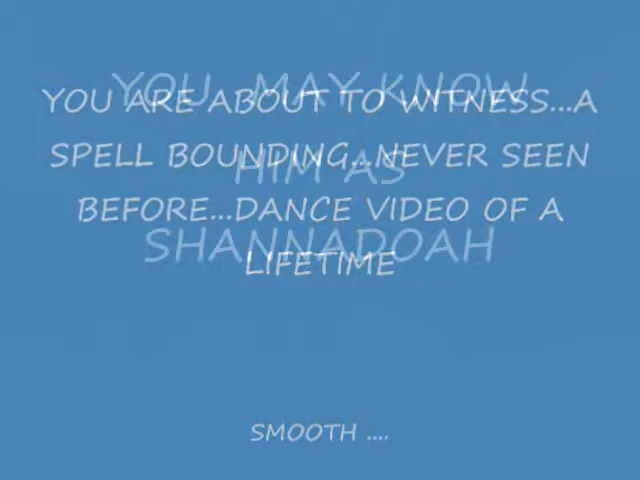 YOU MAY KNOW
YOU ARE ABOUT TO WITNESS...A
SPELL BOUNDING...NEVER SEEN
HIM AS
BEFORE...DANCE VIDEO OF A
SHANNADOAH
LIFETIME
SMOOTH ....